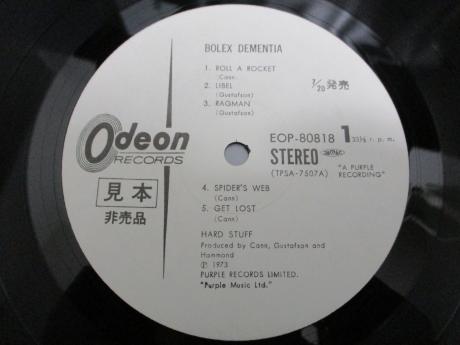 BOLEX DEMENTIA
1. ROLL A ROCKET
(Cann)
2. LIBEL
(Gustafson)
3. RAGMAN
(Gustafson)
7/20 発売
Odeon
RECORDS
見本
非売品
EOP-80818 1 33⅓ r. p. m.
STEREO
(TPSA-7507A)
"A PURPLE
RECORDING"
4. SPIDER'S WEB
(Cann)
5. GET LOST
(Cann)
HARD STUFF
Produced by Cann, Gustafson and
Hammond
℗ 1973
PURPLE RECORDS LIMITED.
"Purple Music Ltd."